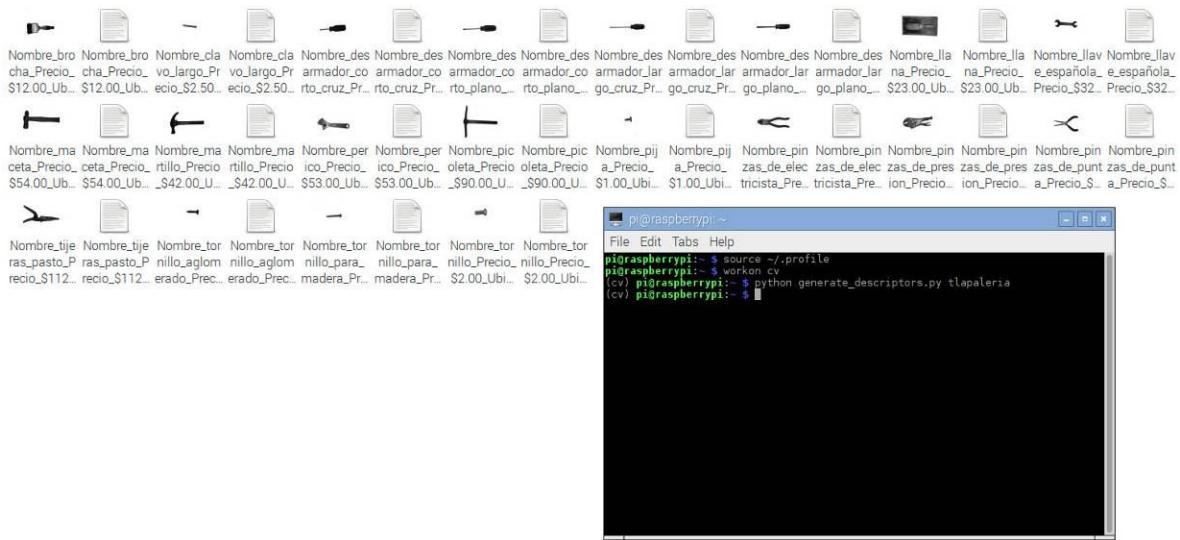 Nombre_bro Nombre_bro Nombre_cla Nombre_cla Nombre_des Nombre_des Nombre_des Nombre_des Nombre_des Nombre_des Nombre_des Nombre_des Nombre_lla Nombre_lla Nombre_llav Nombre_llav
cha_Precio_ cha_Precio_ vo_largo_Pr vo_largo_Pr armador_co armador_co armador_co armador_co armador_lar armador_lar armador_lar armador_lar na_Precio_ na_Precio_ e_española_ e_española_
$12.00_Ub... $12.00_Ub... ecio_$2.50... ecio_$2.50... rto_cruz_Pr... rto_cruz_Pr... rto_plano_... rto_plano_... go_cruz_Pr... go_cruz_Pr... go_plano_... go_plano_... $23.00_Ub... $23.00_Ub... Precio_$32... Precio_$32...
Nombre_ma Nombre_ma Nombre_ma Nombre_ma Nombre_per Nombre_per Nombre_pic Nombre_pic Nombre_pij Nombre_pij Nombre_pin Nombre_pin Nombre_pin Nombre_pin Nombre_pin Nombre_pin
ceta_Precio_ ceta_Precio_ rtillo_Precio rtillo_Precio ico_Precio_ ico_Precio_ oleta_Precio oleta_Precio a_Precio_ a_Precio_ zas_de_elec zas_de_elec zas_de_pres zas_de_pres zas_de_punt zas_de_punt
$54.00_Ub... $54.00_Ub... _$42.00_U... _$42.00_U... $53.00_Ub... $53.00_Ub... _$90.00_U... _$90.00_U... $1.00_Ubi... $1.00_Ubi... tricista_Pre... tricista_Pre... ion_Precio... ion_Precio... a_Precio_$... a_Precio_$...
Nombre_tije Nombre_tije Nombre_tor Nombre_tor Nombre_tor Nombre_tor Nombre_tor Nombre_tor
ras_pasto_P ras_pasto_P nillo_aglom nillo_aglom nillo_para_ nillo_para_ nillo_Precio_ nillo_Precio_
recio_$112... recio_$112... erado_Prec... erado_Prec... madera_Pr... madera_Pr... $2.00_Ubi... $2.00_Ubi...
pi@raspberrypi: ~
File Edit Tabs Help
pi@raspberrypi:~ $ source ~/.profile
pi@raspberrypi:~ $ workon cv
(cv) pi@raspberrypi:~ $ python generate_descriptors.py tlapaleria
(cv) pi@raspberrypi:~ $